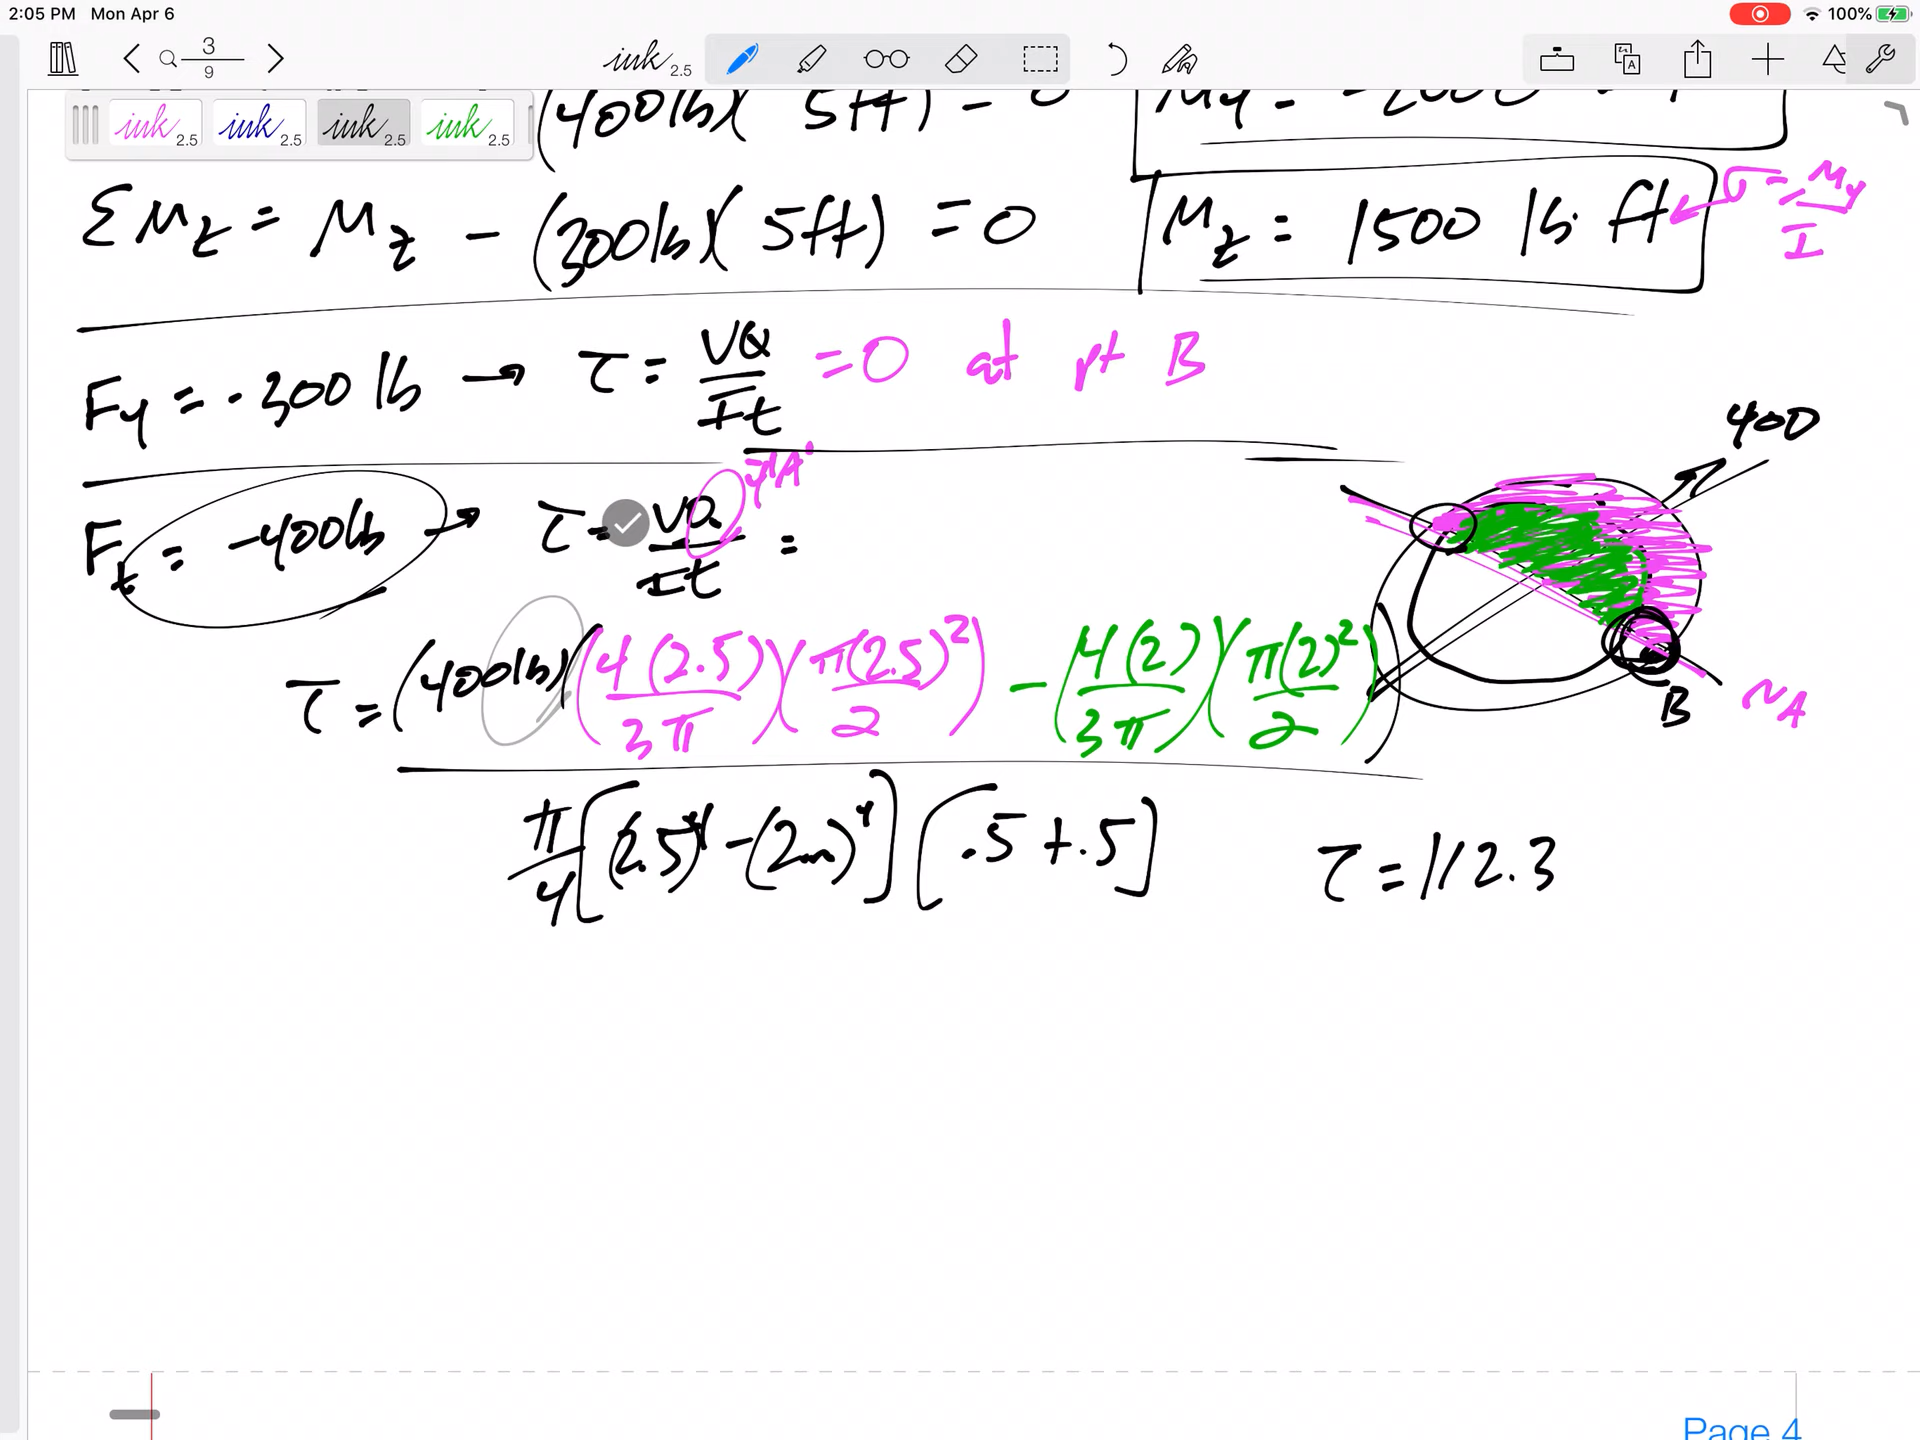 2:05 PM Mon Apr 6
100%
3
9
ink 2.5
ink 2.5 ink 2.5 ink 2.5 ink 2.5
(400lb)( 5ft) = 0
My = -2000
ΣMz = Mz - (300lb)( 5ft) = 0
Mz = 1500 lb·ft
σ = My/I
Fy = -300 lb → τ = VQ/It = 0 at pt B
Fz = -400lb → τ = VQ/It =
ȳ'A'
400
τ = (400lb)((4(2.5)/3π)(π(2.5)²/2) - (4(2)/3π)(π(2)²/2))
π/4[(2.5)⁴ - (2)⁴][.5 + .5]
B
NA
τ = 112.3
Page 4